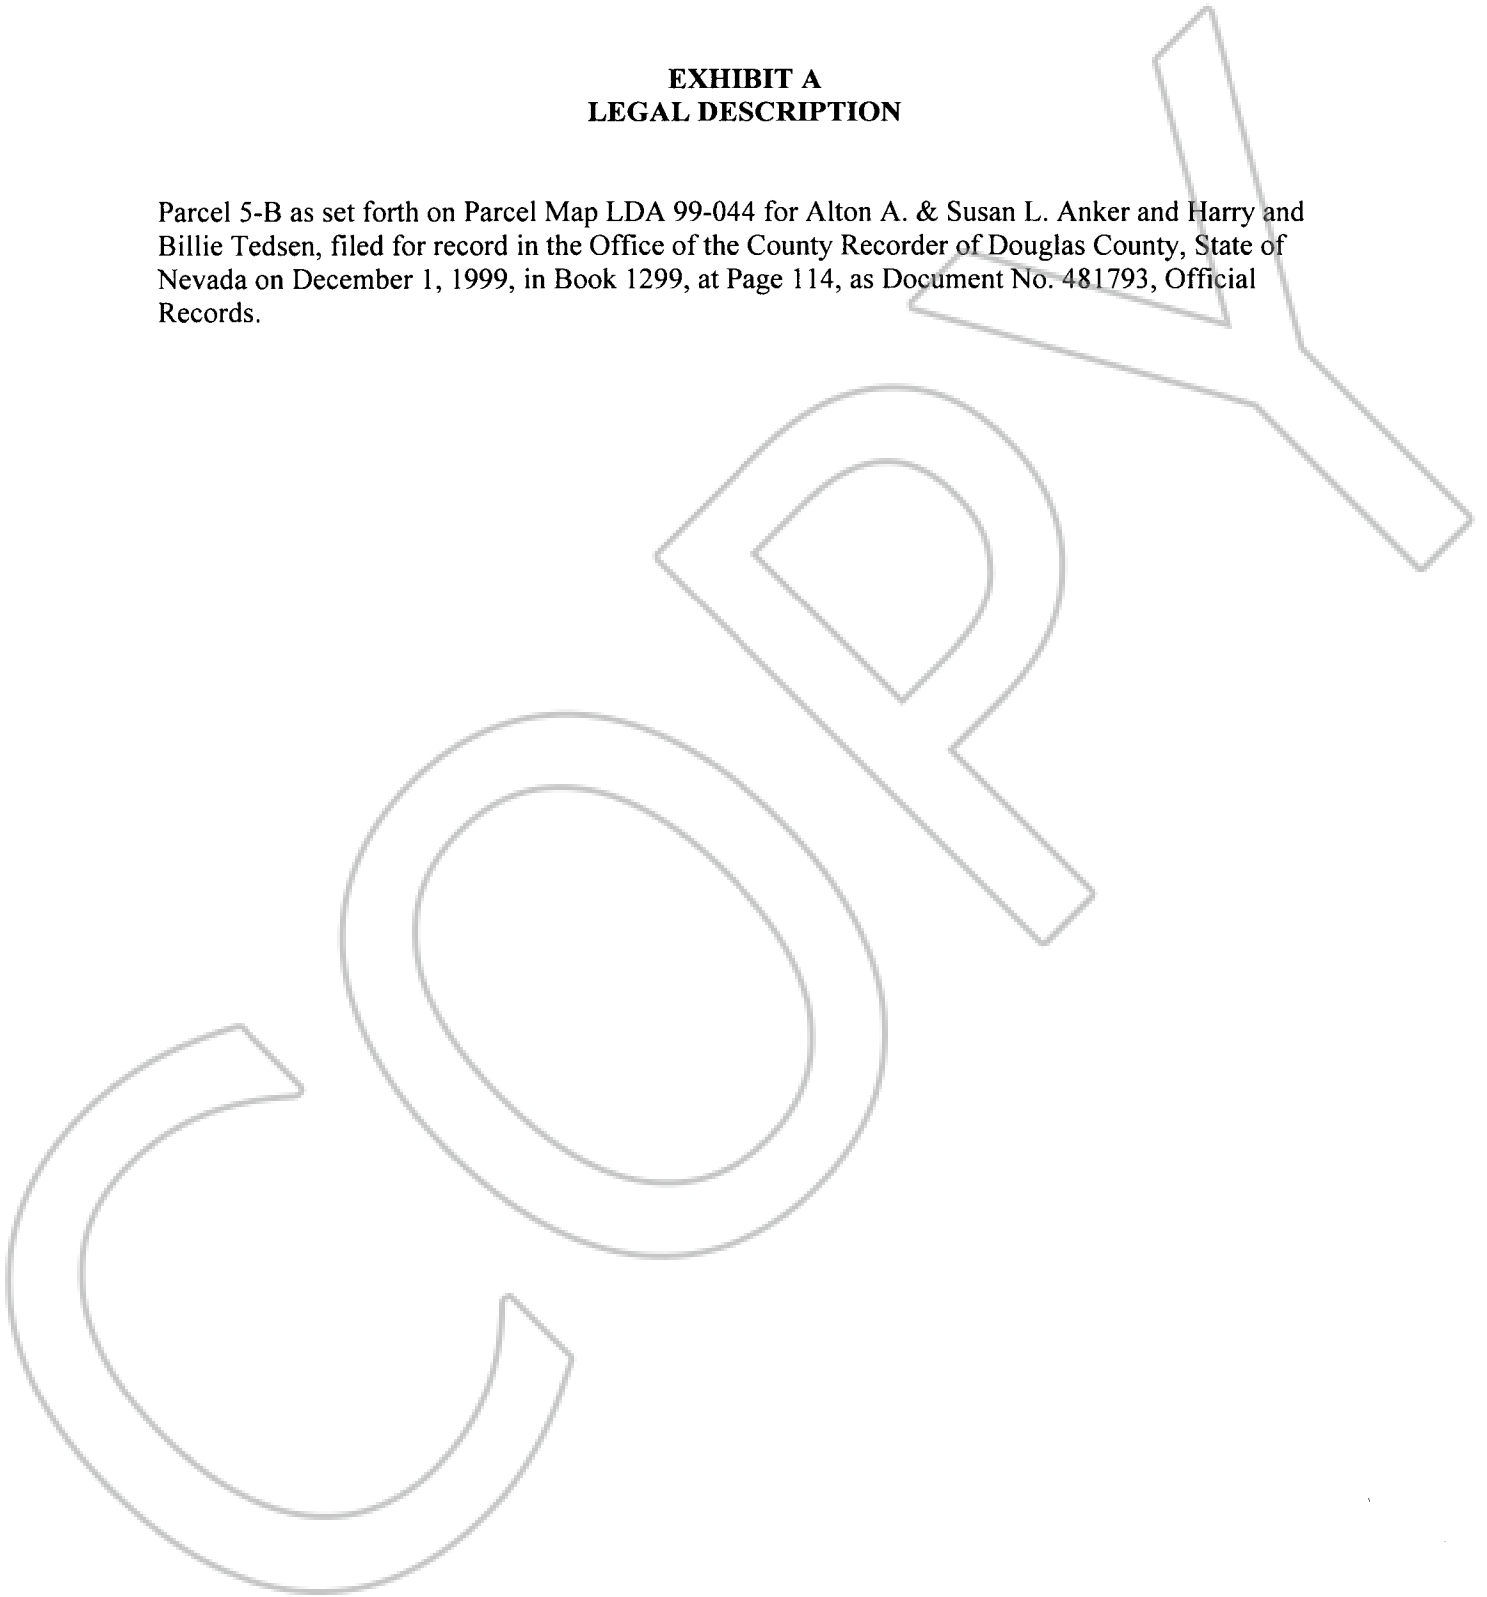 EXHIBIT A
LEGAL DESCRIPTION
Parcel 5-B as set forth on Parcel Map LDA 99-044 for Alton A. & Susan L. Anker and Harry and
Billie Tedsen, filed for record in the Office of the County Recorder of Douglas County, State of
Nevada on December 1, 1999, in Book 1299, at Page 114, as Document No. 481793, Official
Records.
COPY